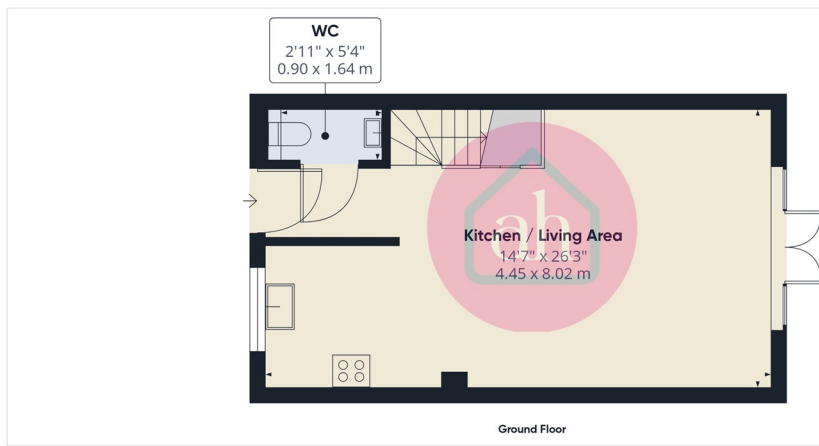 WC
2'11" x 5'4"
0.90 x 1.64 m
ah
Kitchen / Living Area
14'7" x 26'3"
4.45 x 8.02 m
Ground Floor